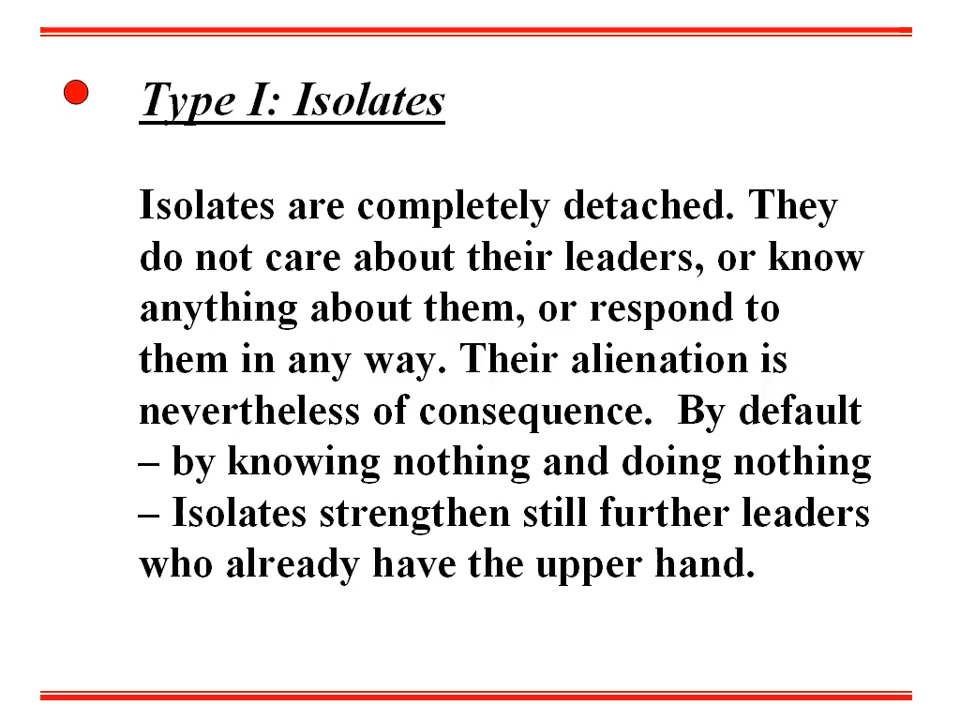 Type I: Isolates
Isolates are completely detached. They
do not care about their leaders, or know
anything about them, or respond to
them in any way. Their alienation is
nevertheless of consequence.  By default
– by knowing nothing and doing nothing
– Isolates strengthen still further leaders
who already have the upper hand.